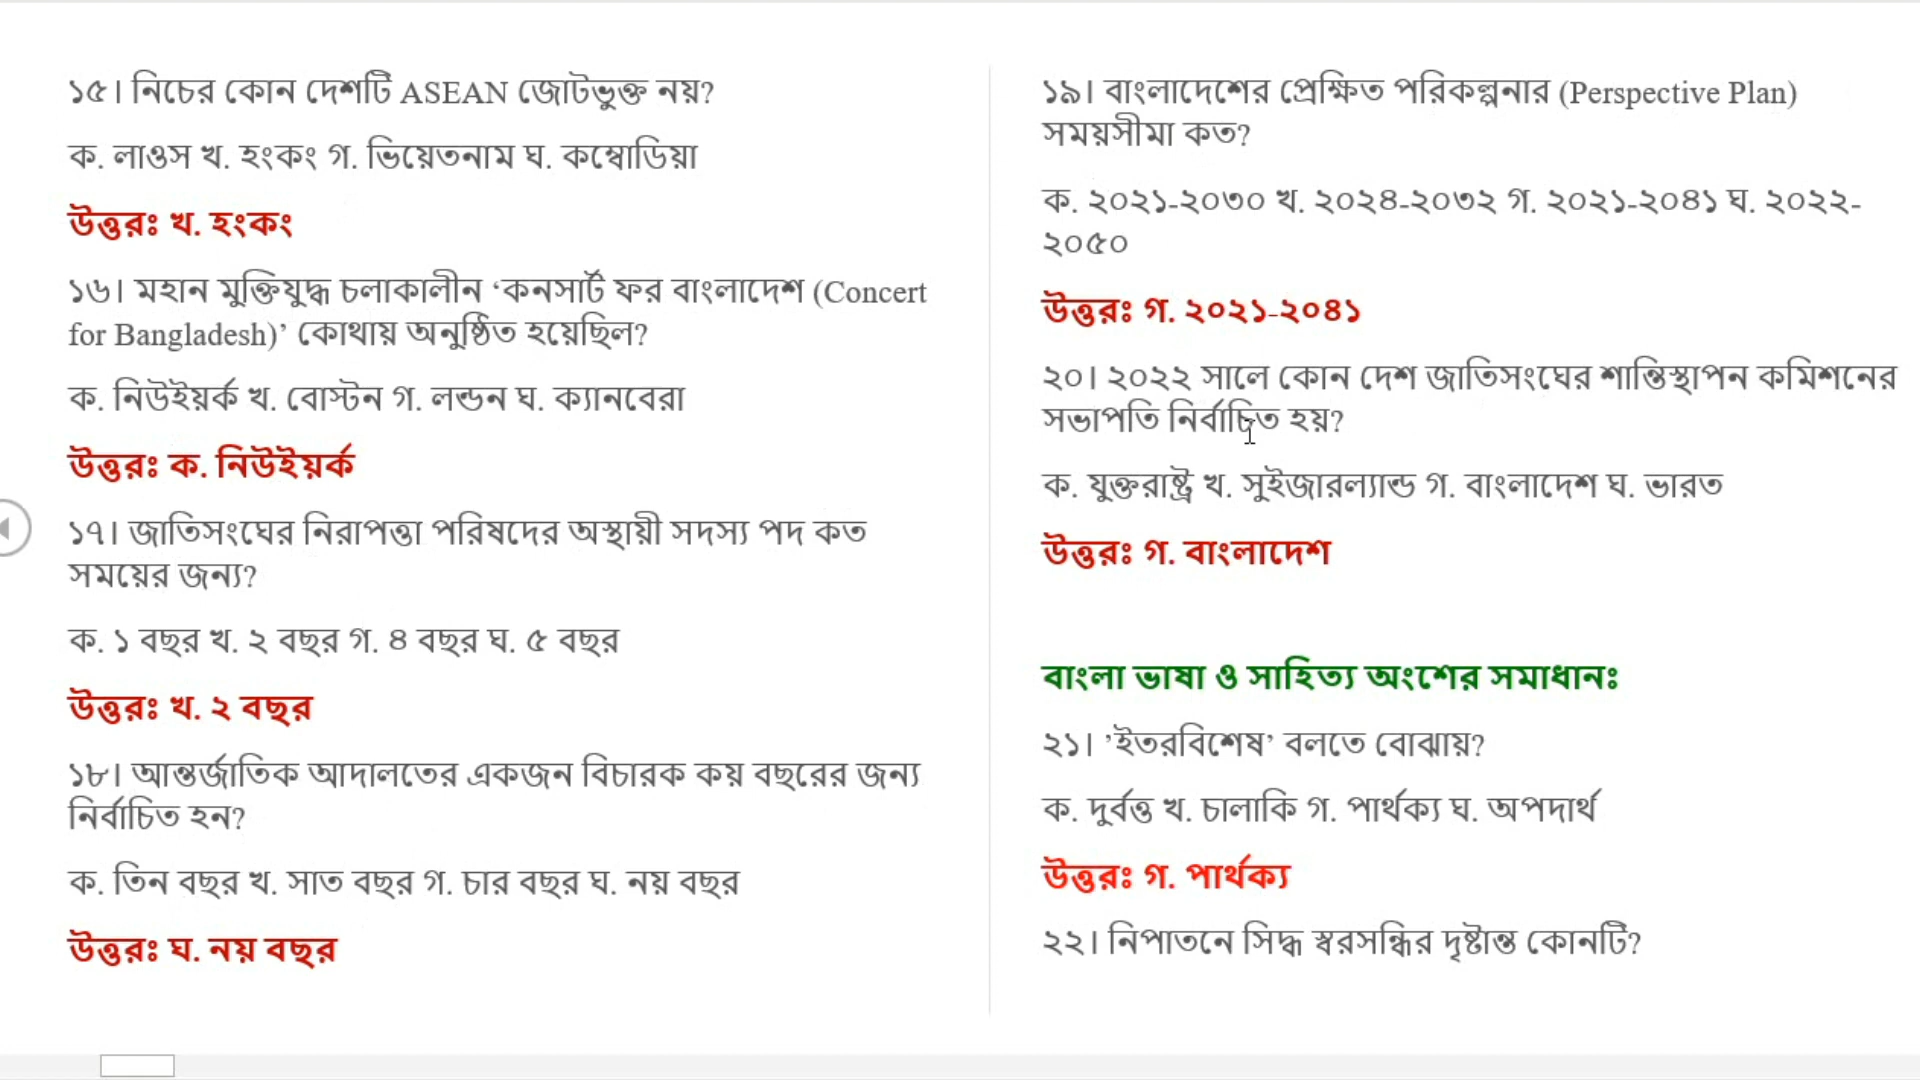 ১৫। নিচের কোন দেশটি ASEAN জোটভুক্ত নয়?
ক. লাওস খ. হংকং গ. ভিয়েতনাম ঘ. কম্বোডিয়া
উত্তরঃ খ. হংকং
১৬। মহান মুক্তিযুদ্ধ চলাকালীন ‘কনসার্ট ফর বাংলাদেশ (Concert
for Bangladesh)’ কোথায় অনুষ্ঠিত হয়েছিল?
ক. নিউইয়র্ক খ. বোস্টন গ. লন্ডন ঘ. ক্যানবেরা
উত্তরঃ ক. নিউইয়র্ক
১৭। জাতিসংঘের নিরাপত্তা পরিষদের অস্থায়ী সদস্য পদ কত
সময়ের জন্য?
ক. ১ বছর খ. ২ বছর গ. ৪ বছর ঘ. ৫ বছর
উত্তরঃ খ. ২ বছর
১৮। আন্তর্জাতিক আদালতের একজন বিচারক কয় বছরের জন্য
নির্বাচিত হন?
ক. তিন বছর খ. সাত বছর গ. চার বছর ঘ. নয় বছর
উত্তরঃ ঘ. নয় বছর
১৯। বাংলাদেশের প্রেক্ষিত পরিকল্পনার (Perspective Plan)
সময়সীমা কত?
ক. ২০২১-২০৩০ খ. ২০২৪-২০৩২ গ. ২০২১-২০৪১ ঘ. ২০২২-
২০৫০
উত্তরঃ গ. ২০২১-২০৪১
২০। ২০২২ সালে কোন দেশ জাতিসংঘের শান্তিস্থাপন কমিশনের
সভাপতি নির্বাচিত হয়?
ক. যুক্তরাষ্ট্র খ. সুইজারল্যান্ড গ. বাংলাদেশ ঘ. ভারত
উত্তরঃ গ. বাংলাদেশ
বাংলা ভাষা ও সাহিত্য অংশের সমাধানঃ
২১। ’ইতরবিশেষ’ বলতে বোঝায়?
ক. দুর্বত্ত খ. চালাকি গ. পার্থক্য ঘ. অপদার্থ
উত্তরঃ গ. পার্থক্য
২২। নিপাতনে সিদ্ধ স্বরসন্ধির দৃষ্টান্ত কোনটি?